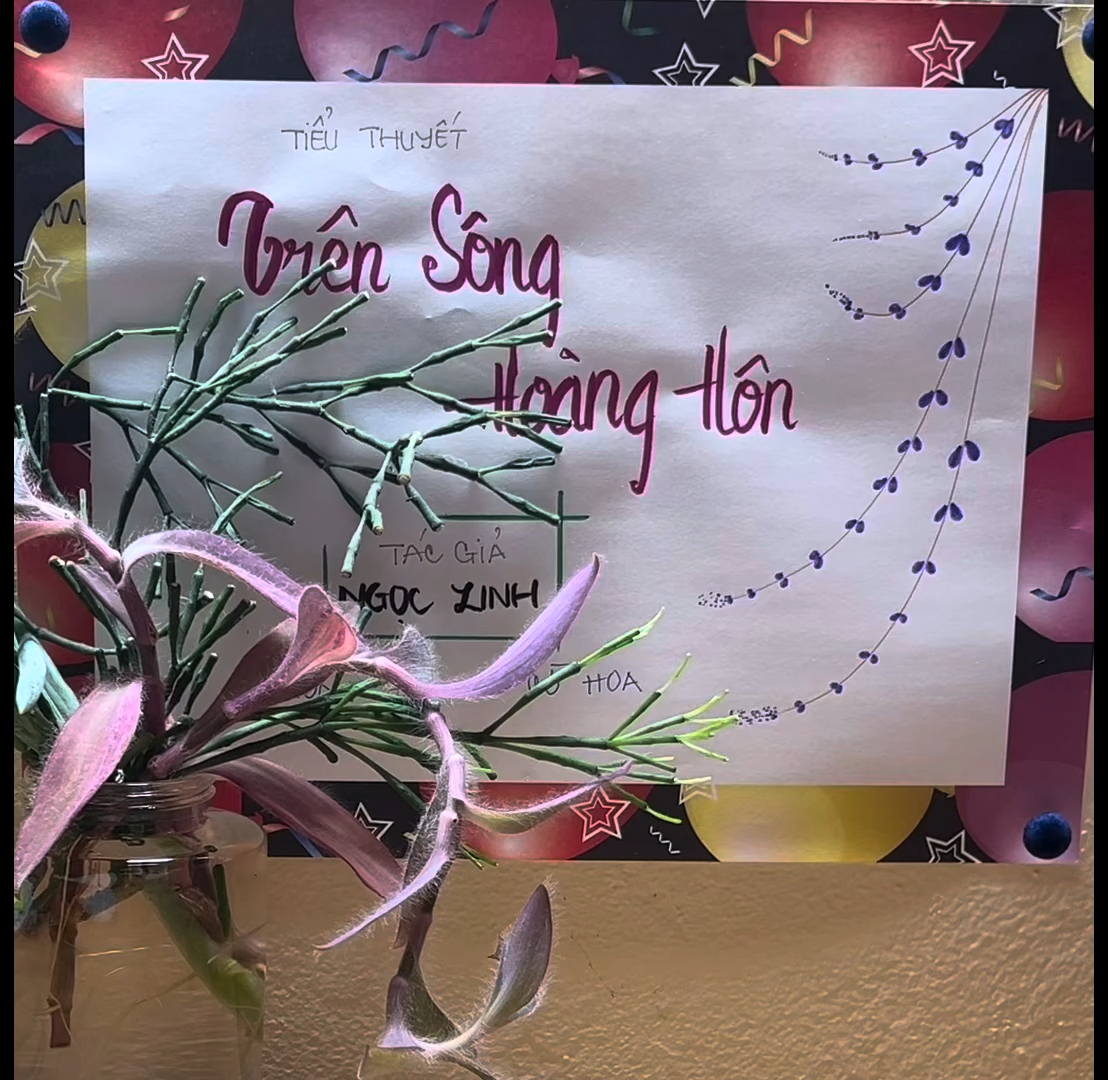 TIỂU THUYẾT
Trên Sông
Hoàng Hôn
TÁC GIẢ
NGỌC LINH
HOA